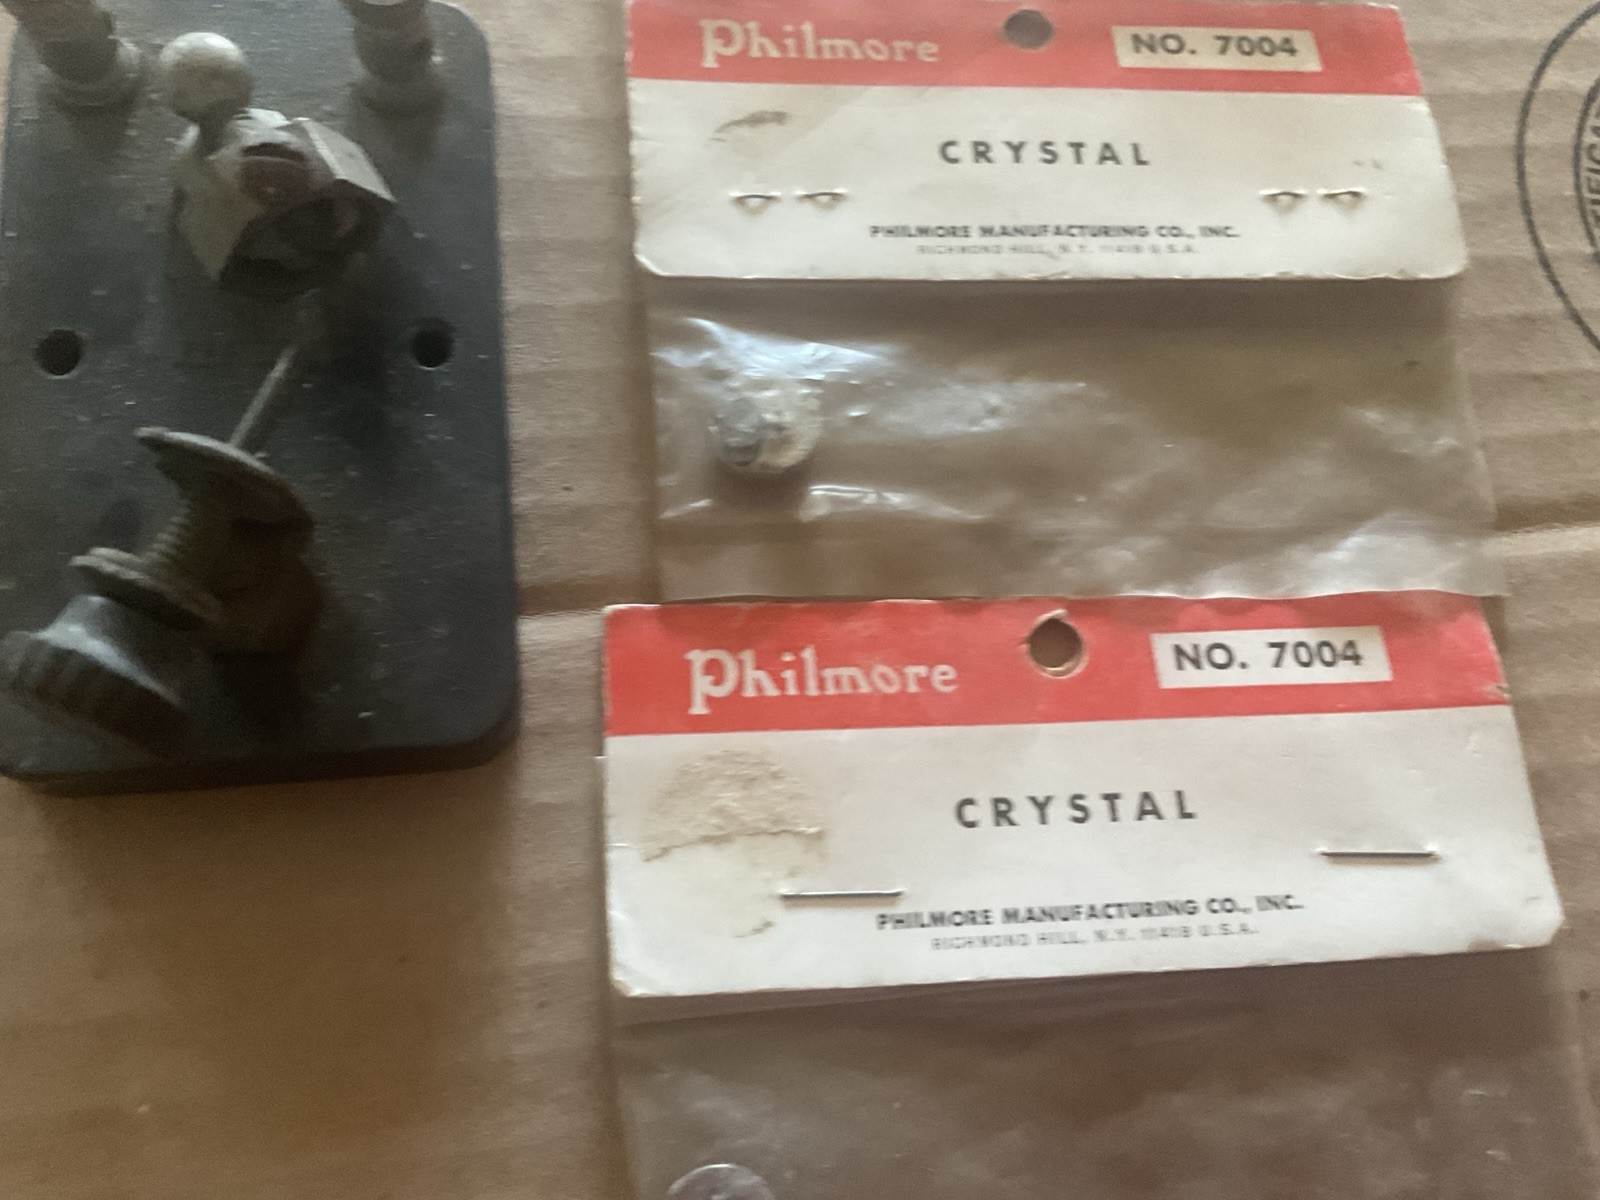 Philmore
NO. 7004
CRYSTAL
PHILMORE MANUFACTURING CO., INC.
RICHMOND HILL, N.Y. 11418 U.S.A.
Philmore
NO. 7004
CRYSTAL
PHILMORE MANUFACTURING CO., INC.
RICHMOND HILL, N.Y. 11418 U.S.A.